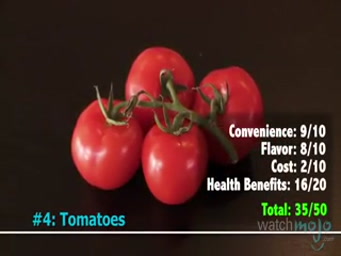 Convenience: 9/10
Flavor: 8/10
Cost: 2/10
Health Benefits: 16/20
Total: 35/50
#4: Tomatoes
watchmojo